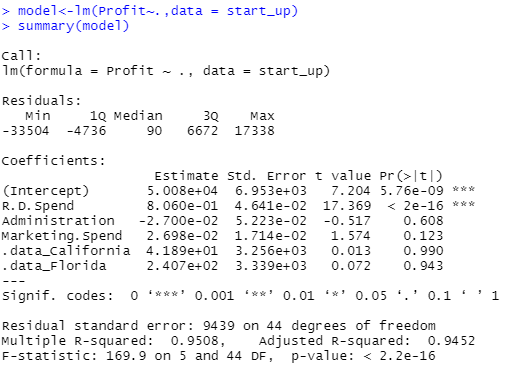 > model<-lm(Profit~.,data = start_up)
> summary(model)
Call:
lm(formula = Profit ~ ., data = start_up)
Residuals:
Min 1Q Median 3Q Max
-33504 -4736 90 6672 17338
Coefficients:
Estimate Std. Error t value Pr(>|t|)
(Intercept) 5.008e+04 6.953e+03 7.204 5.76e-09 ***
R.D.Spend 8.060e-01 4.641e-02 17.369 < 2e-16 ***
Administration -2.700e-02 5.223e-02 -0.517 0.608
Marketing.Spend 2.698e-02 1.714e-02 1.574 0.123
.data_California 4.189e+01 3.256e+03 0.013 0.990
.data_Florida 2.407e+02 3.339e+03 0.072 0.943
---
Signif. codes: 0 ‘***’ 0.001 ‘**’ 0.01 ‘*’ 0.05 ‘.’ 0.1 ‘ ’ 1
Residual standard error: 9439 on 44 degrees of freedom
Multiple R-squared: 0.9508, Adjusted R-squared: 0.9452
F-statistic: 169.9 on 5 and 44 DF, p-value: < 2.2e-16